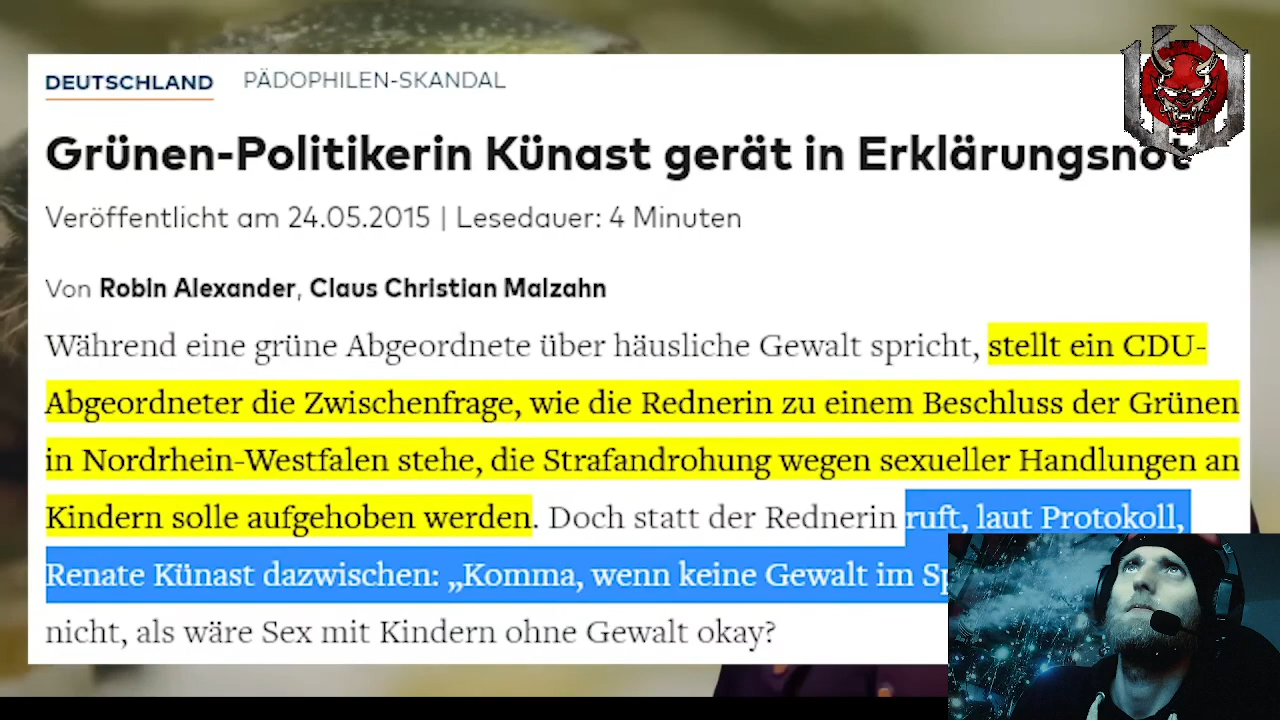 DEUTSCHLAND PÄDOPHILEN-SKANDAL
Grünen-Politikerin Künast gerät in Erklärungsnot
Veröffentlicht am 24.05.2015 | Lesedauer: 4 Minuten
Von Robin Alexander, Claus Christian Malzahn
Während eine grüne Abgeordnete über häusliche Gewalt spricht, stellt ein CDU-
Abgeordneter die Zwischenfrage, wie die Rednerin zu einem Beschluss der Grünen
in Nordrhein-Westfalen stehe, die Strafandrohung wegen sexueller Handlungen an
Kindern solle aufgehoben werden. Doch statt der Rednerin ruft, laut Protokoll,
Renate Künast dazwischen: „Komma, wenn keine Gewalt im
nicht, als wäre Sex mit Kindern ohne Gewalt okay?